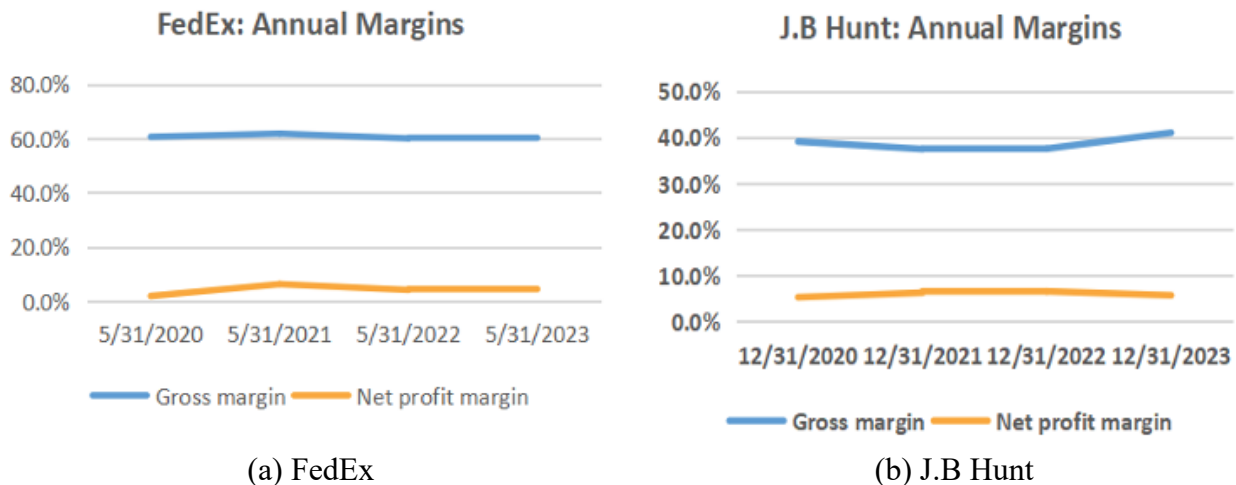 FedEx: Annual Margins
80.0%
60.0%
40.0%
20.0%
0.0%
5/31/2020 5/31/2021 5/31/2022 5/31/2023
Gross margin Net profit margin
(a) FedEx
J.B Hunt: Annual Margins
50.0%
40.0%
30.0%
20.0%
10.0%
0.0%
12/31/2020 12/31/2021 12/31/2022 12/31/2023
Gross margin Net profit margin
(b) J.B Hunt